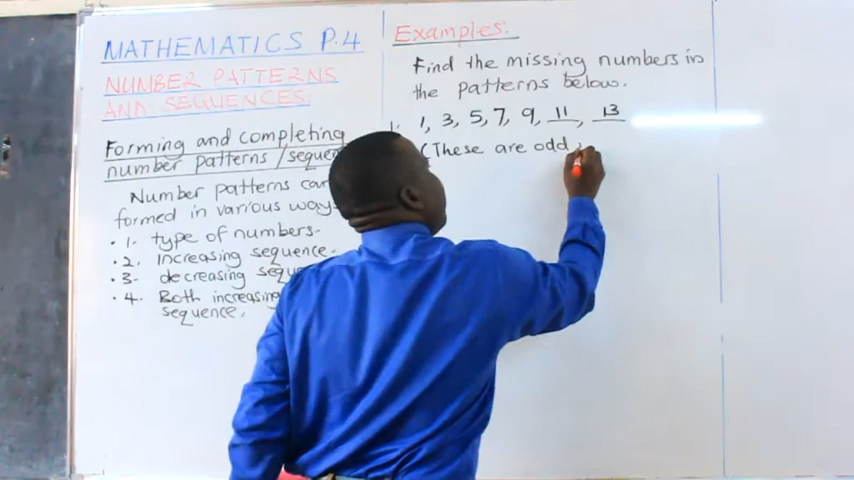 MATHEMATICS P.4
NUMBER PATTERNS
AND SEQUENCES.
Forming and completing
number patterns /
Number patterns
formed in various ways
1. type of numbers.
2. increasing sequence.
3. decreasing
4. Both increasing
sequence.
Examples:
Find the missing numbers in
the patterns below.
1, 3, 5, 7, 9, 11, 13
(These are odd